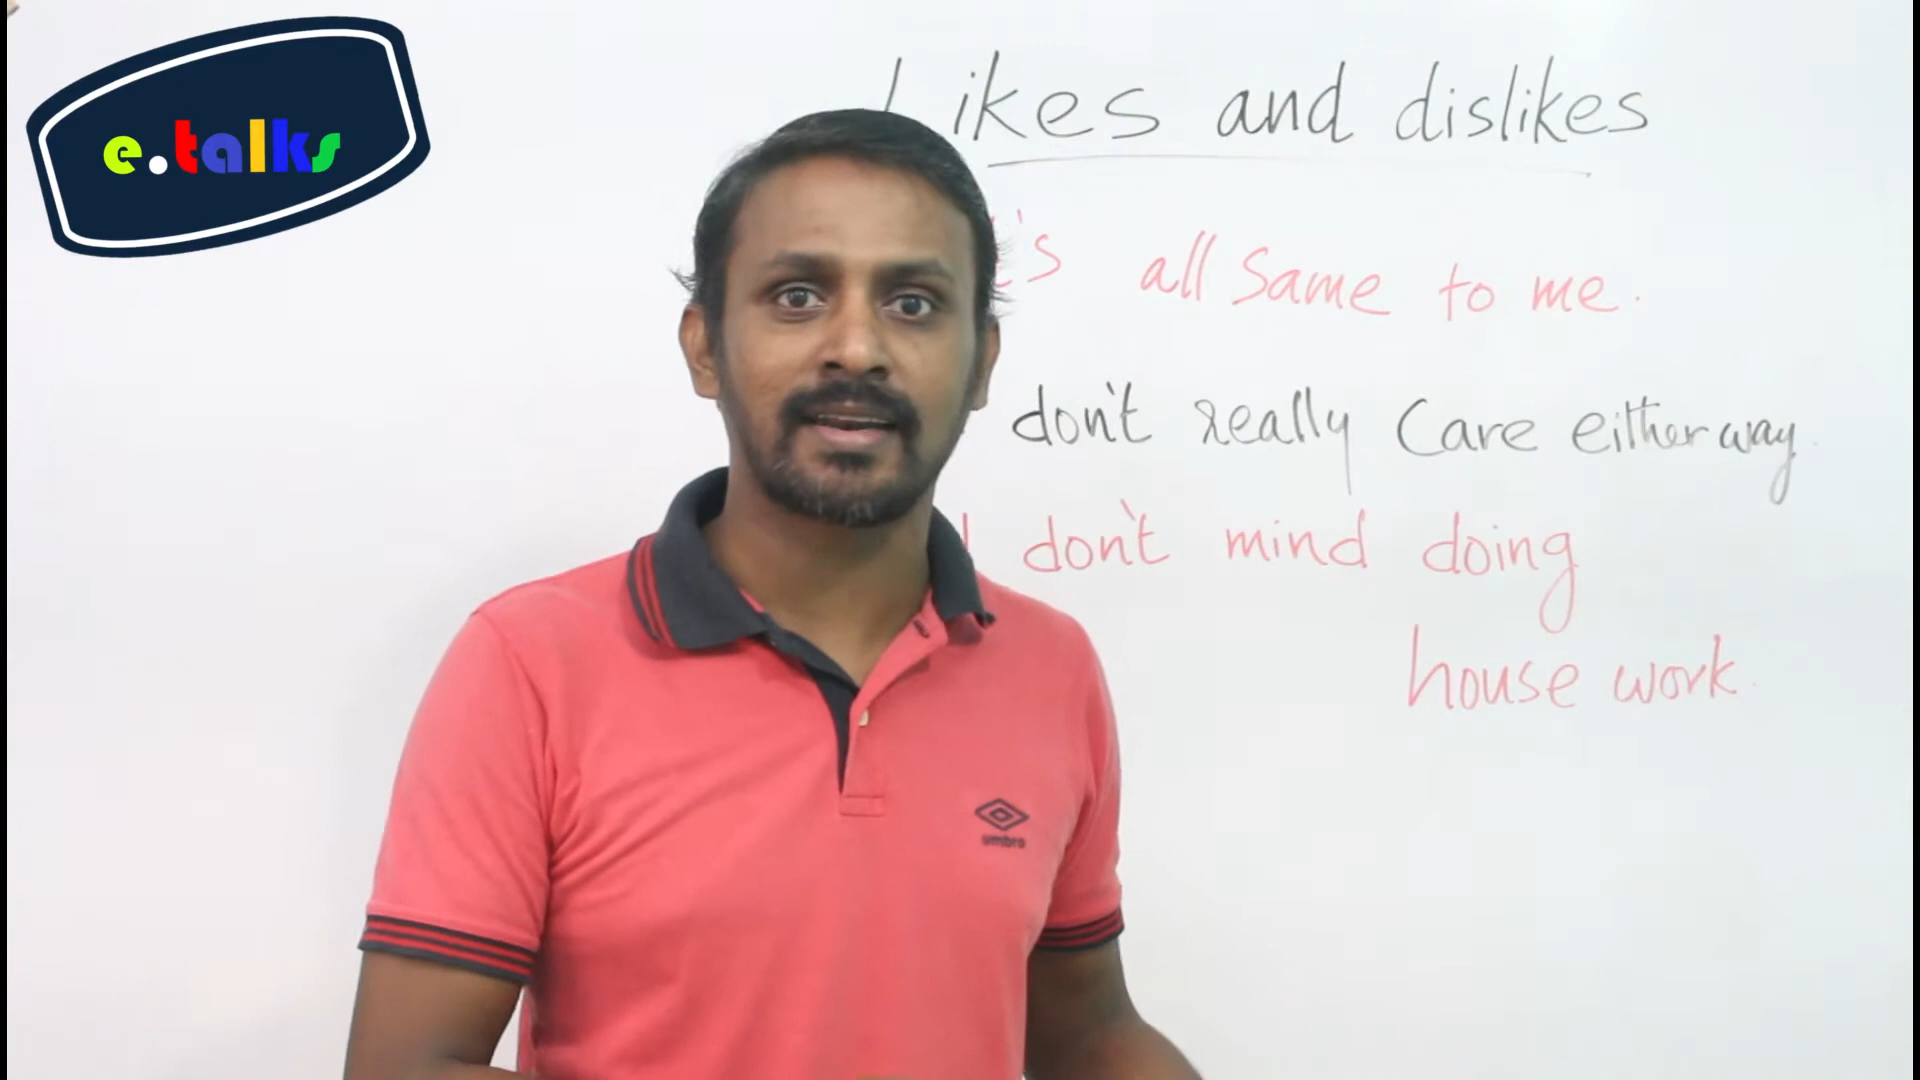 e.talks
Likes and dislikes
's all same to me.
don't really care either way.
I don't mind doing
house work.
umbro